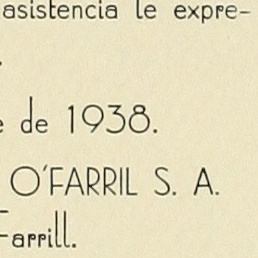 asistencia le expre-
de 1938.
O'FARRIL S. A.
Farrill.